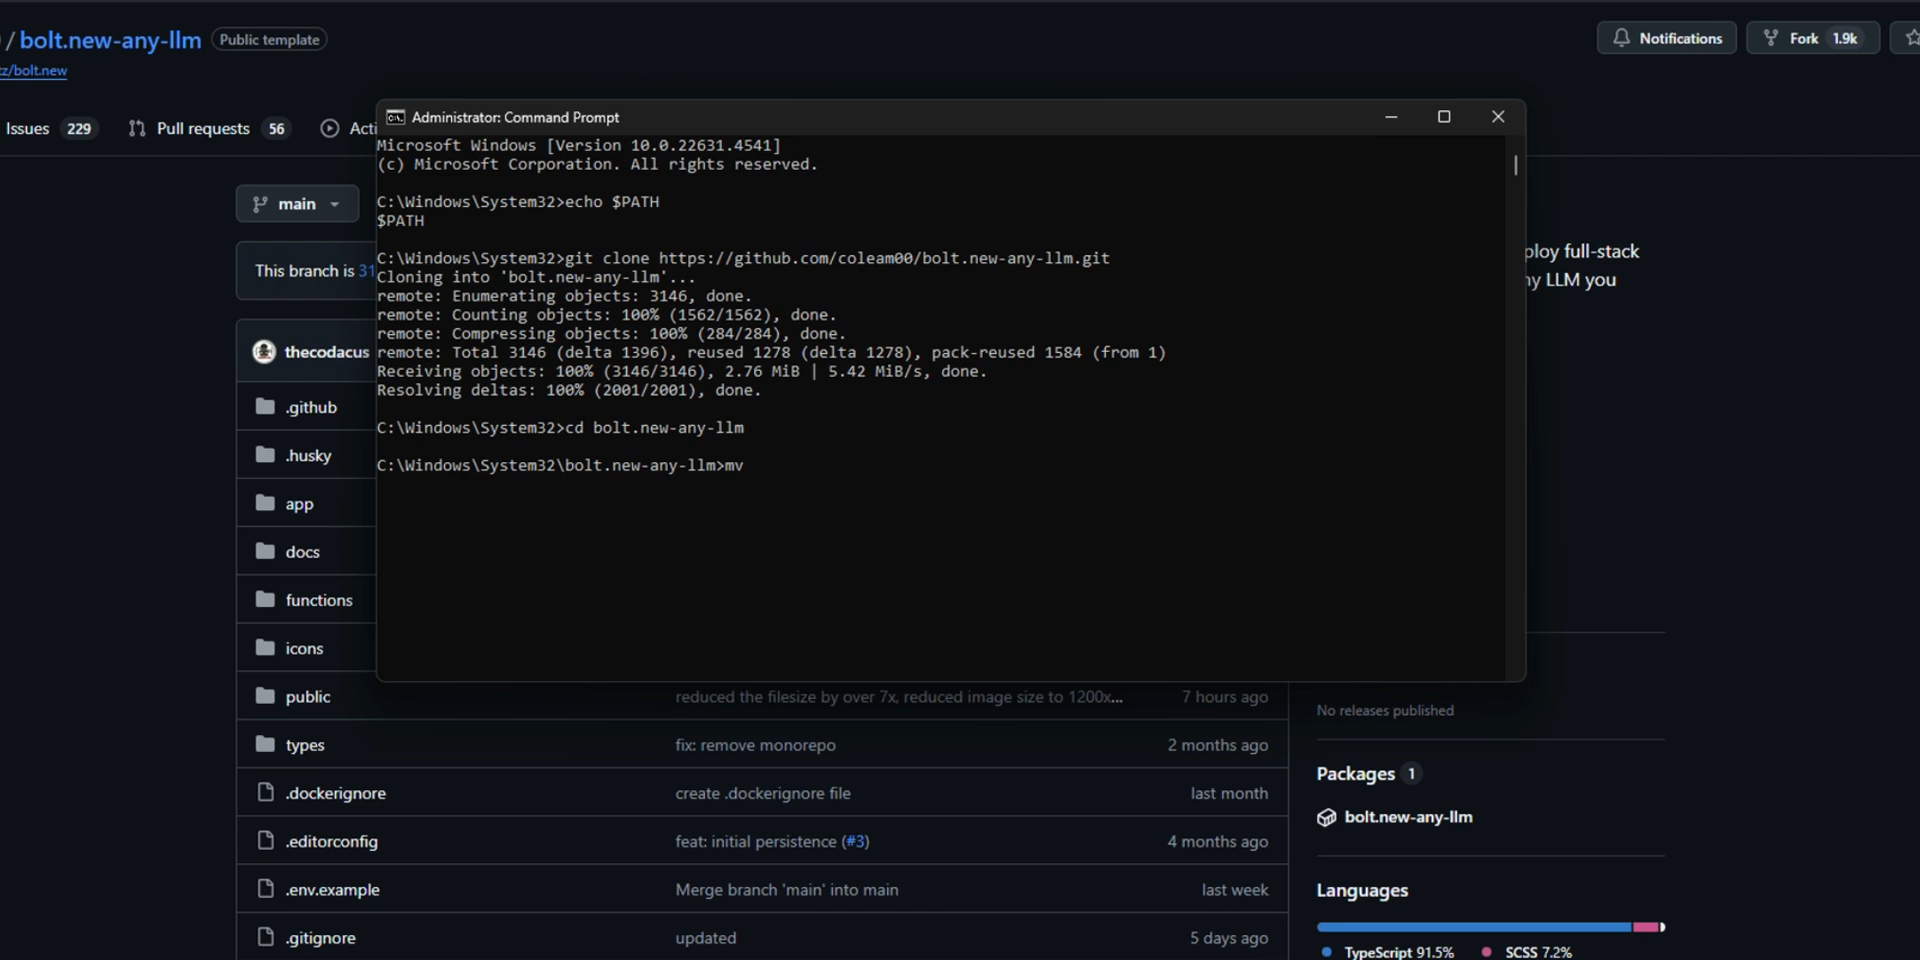 / bolt.new-any-llm Public template
z/bolt.new
Notifications
Fork 1.9k
Issues 229
Pull requests 56
Acti
main
This branch is 31
thecodacus
.github
.husky
app
docs
functions
icons
public reduced the filesize by over 7x, reduced image size to 1200x... 7 hours ago
types fix: remove monorepo 2 months ago
.dockerignore create .dockerignore file last month
.editorconfig feat: initial persistence (#3) 4 months ago
.env.example Merge branch 'main' into main last week
.gitignore updated 5 days ago
Administrator: Command Prompt
Microsoft Windows [Version 10.0.22631.4541]
(c) Microsoft Corporation. All rights reserved.
C:\Windows\System32>echo $PATH
$PATH
C:\Windows\System32>git clone https://github.com/coleam00/bolt.new-any-llm.git
Cloning into 'bolt.new-any-llm'...
remote: Enumerating objects: 3146, done.
remote: Counting objects: 100% (1562/1562), done.
remote: Compressing objects: 100% (284/284), done.
remote: Total 3146 (delta 1396), reused 1278 (delta 1278), pack-reused 1584 (from 1)
Receiving objects: 100% (3146/3146), 2.76 MiB | 5.42 MiB/s, done.
Resolving deltas: 100% (2001/2001), done.
C:\Windows\System32>cd bolt.new-any-llm
C:\Windows\System32\bolt.new-any-llm>mv
ploy full-stack
ny LLM you
No releases published
Packages 1
bolt.new-any-llm
Languages
TypeScript 91.5% SCSS 7.2%